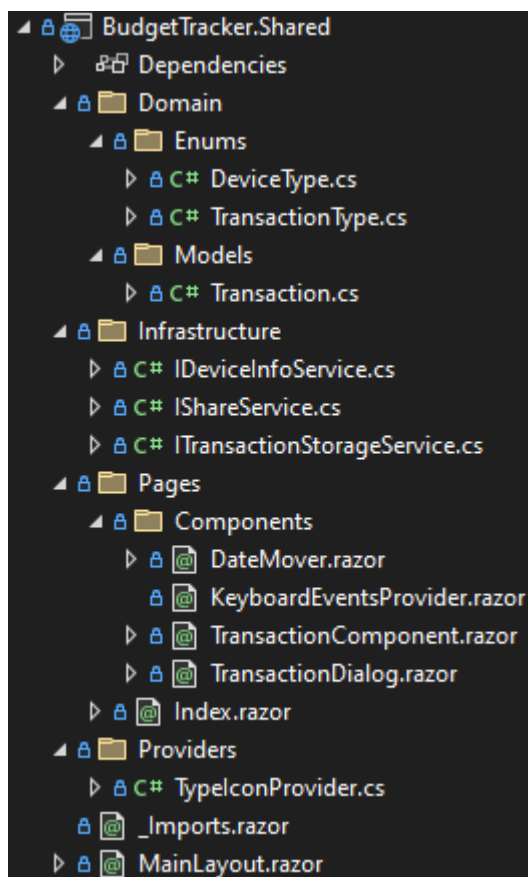 BudgetTracker.Shared
Dependencies
Domain
Enums
C# DeviceType.cs
C# TransactionType.cs
Models
C# Transaction.cs
Infrastructure
C# IDeviceInfoService.cs
C# IShareService.cs
C# ITransactionStorageService.cs
Pages
Components
@ DateMover.razor
@ KeyboardEventsProvider.razor
@ TransactionComponent.razor
@ TransactionDialog.razor
@ Index.razor
Providers
C# TypeIconProvider.cs
@ _Imports.razor
@ MainLayout.razor